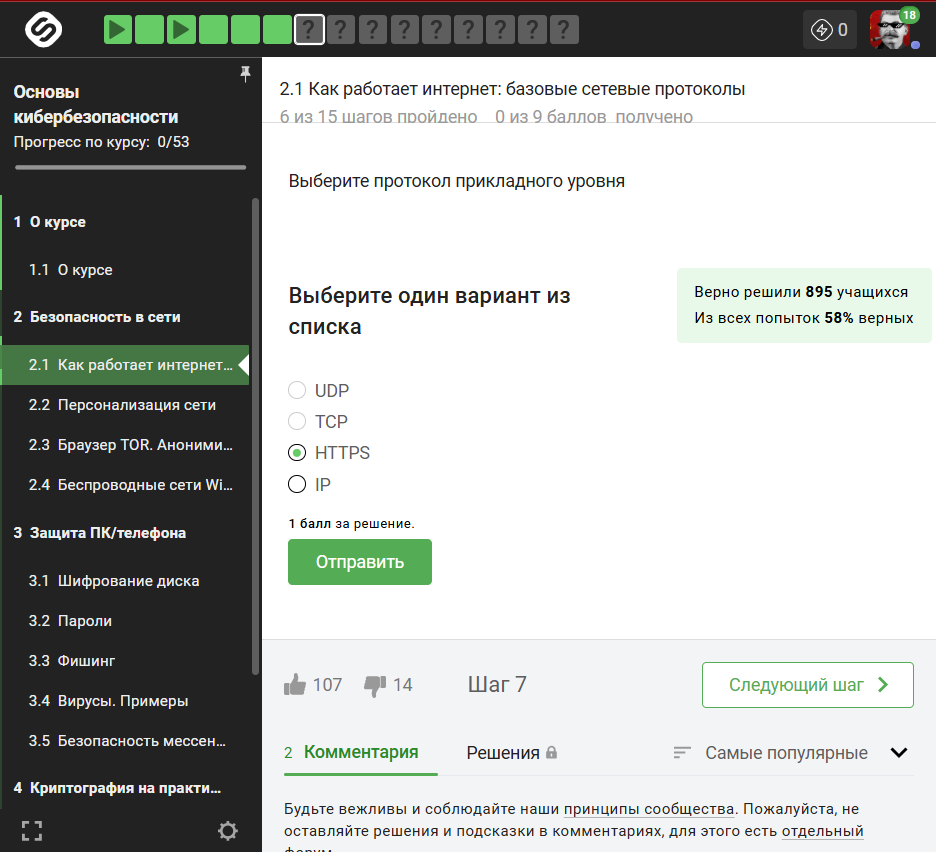 ? ? ? ? ? ? ? ? ?
0
18
Основы
кибербезопасности
Прогресс по курсу: 0/53
1 О курсе
1.1 О курсе
2 Безопасность в сети
2.1 Как работает интернет...
2.2 Персонализация сети
2.3 Браузер TOR. Аноними...
2.4 Беспроводные сети Wi...
3 Защита ПК/телефона
3.1 Шифрование диска
3.2 Пароли
3.3 Фишинг
3.4 Вирусы. Примеры
3.5 Безопасность мессен...
4 Криптография на практи...
2.1 Как работает интернет: базовые сетевые протоколы
6 из 15 шагов пройдено 0 из 9 баллов получено
Выберите протокол прикладного уровня
Выберите один вариант из
списка
Верно решили 895 учащихся
Из всех попыток 58% верных
UDP
TCP
HTTPS
IP
1 балл за решение.
Отправить
107 14 Шаг 7 Следующий шаг
2 Комментария Решения Самые популярные
Будьте вежливы и соблюдайте наши принципы сообщества. Пожалуйста, не
оставляйте решения и подсказки в комментариях, для этого есть отдельный
форум.